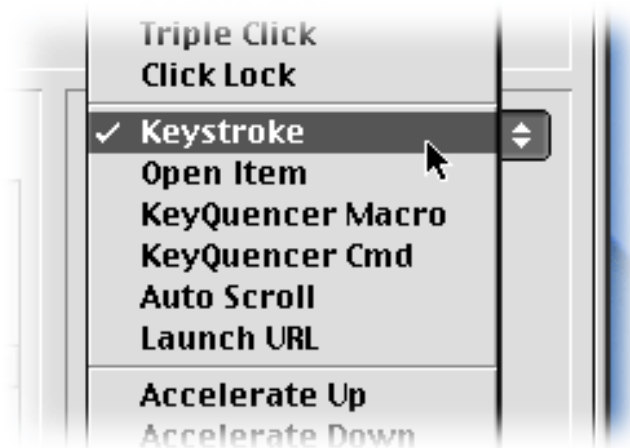 Triple Click
Click Lock
Keystroke
Open Item
KeyQuencer Macro
KeyQuencer Cmd
Auto Scroll
Launch URL
Accelerate Up
Accelerate Down